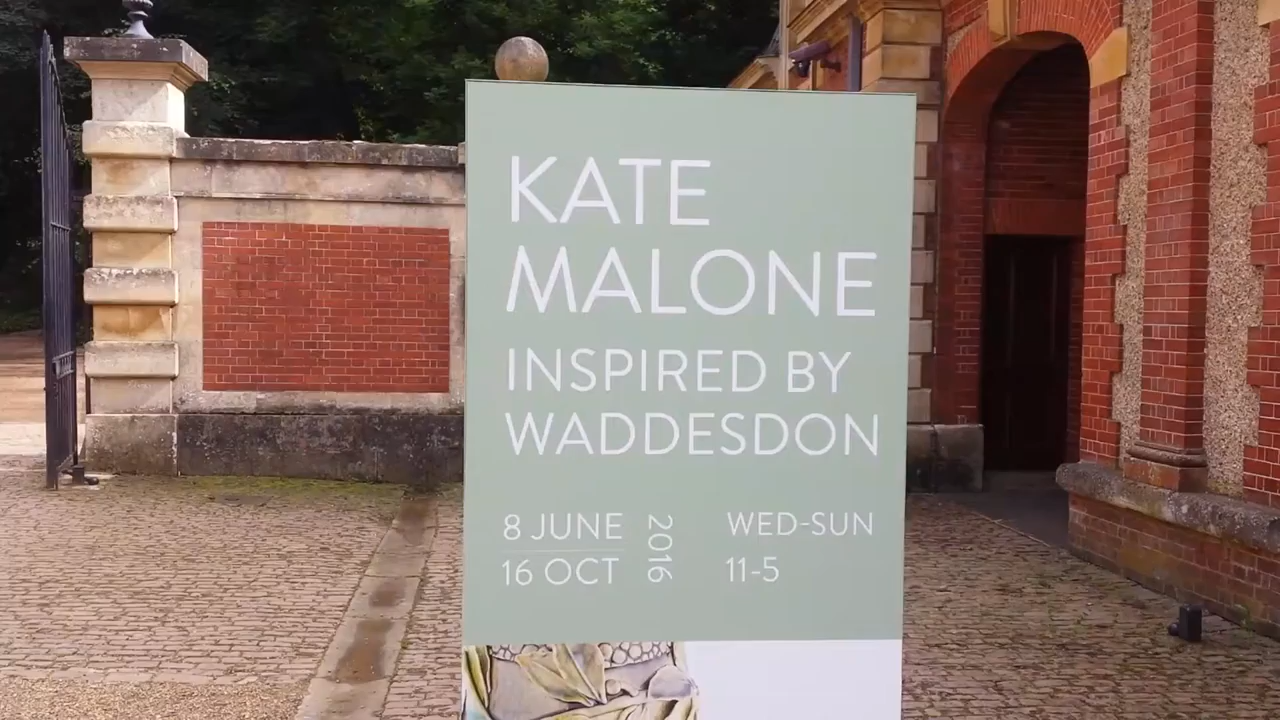 KATE
MALONE
INSPIRED BY
WADDESDON
8 JUNE
16 OCT
2016
WED-SUN
11-5